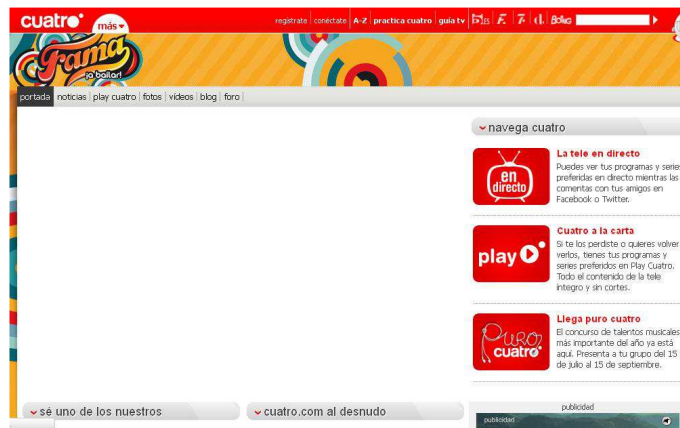 cuatro
más
regístrate conéctate A-Z practica cuatro guía tv
Fama
¡a bailar!
portada noticias play cuatro fotos vídeos blog foro
navega cuatro
en directo
La tele en directo
Puedes ver tus programas y series
preferidas en directo mientras las
comentas con tus amigos en
Facebook o Twitter.
play
Cuatro a la carta
Si te los perdiste o quieres volver
verlos, tienes tus programas y
series preferidos en Play Cuatro.
Todo el contenido de la tele
íntegro y sin cortes.
Puro
cuatro
Llega puro cuatro
El concurso de talentos musicales
más importante del año ya está
aquí. Presenta a tu grupo del 15
de julio al 15 de septiembre.
sé uno de los nuestros
cuatro.com al desnudo
publicidad
publicidad